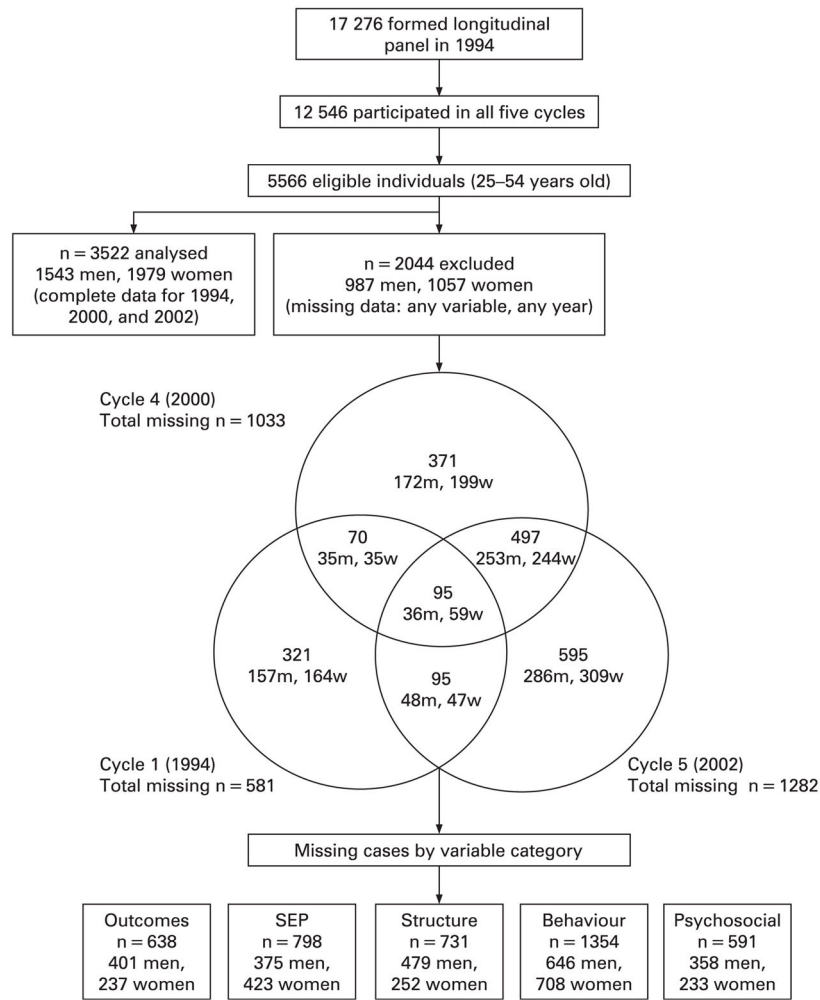 17 276 formed longitudinal
panel in 1994
12 546 participated in all five cycles
5566 eligible individuals (25–54 years old)
n = 3522 analysed
1543 men, 1979 women
(complete data for 1994,
2000, and 2002)
n = 2044 excluded
987 men, 1057 women
(missing data: any variable, any year)
Cycle 4 (2000)
Total missing n = 1033
371
172m, 199w
70
35m, 35w
497
253m, 244w
95
36m, 59w
321
157m, 164w
595
286m, 309w
95
48m, 47w
Cycle 1 (1994)
Total missing n = 581
Cycle 5 (2002)
Total missing n = 1282
Missing cases by variable category
Outcomes
n = 638
401 men,
237 women
SEP
n = 798
375 men,
423 women
Structure
n = 731
479 men,
252 women
Behaviour
n = 1354
646 men,
708 women
Psychosocial
n = 591
358 men,
233 women